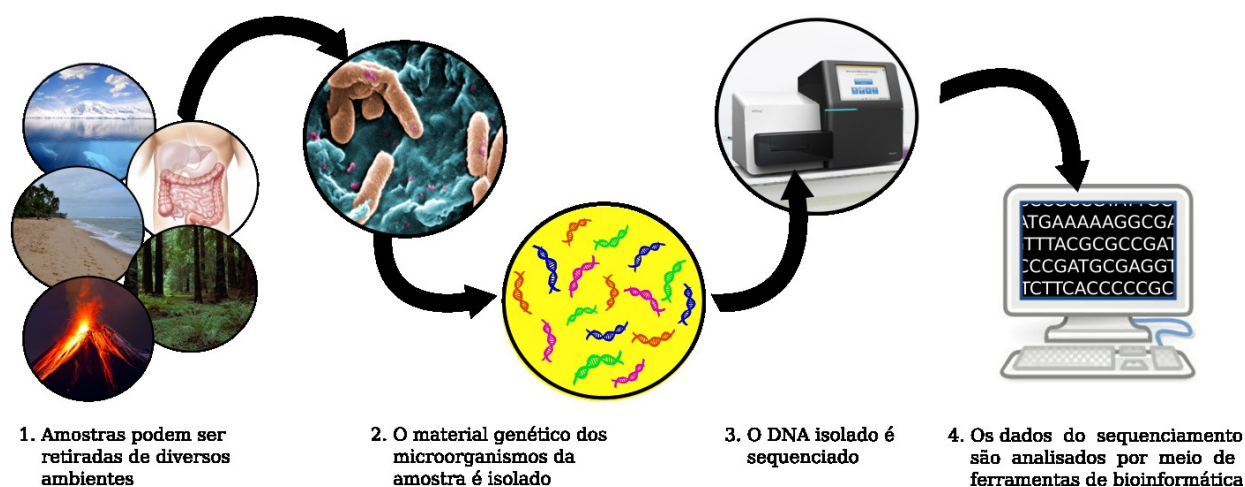 ATGAAAAAGGCGA
TTTACGCGCCGAT
CCCGATGCGAGGT
TCTTCACCCCCGC
1. Amostras podem ser
retiradas de diversos
ambientes
2. O material genético dos
microorganismos da
amostra é isolado
3. O DNA isolado é
sequenciado
4. Os dados do sequenciamento
são analisados por meio de
ferramentas de bioinformática